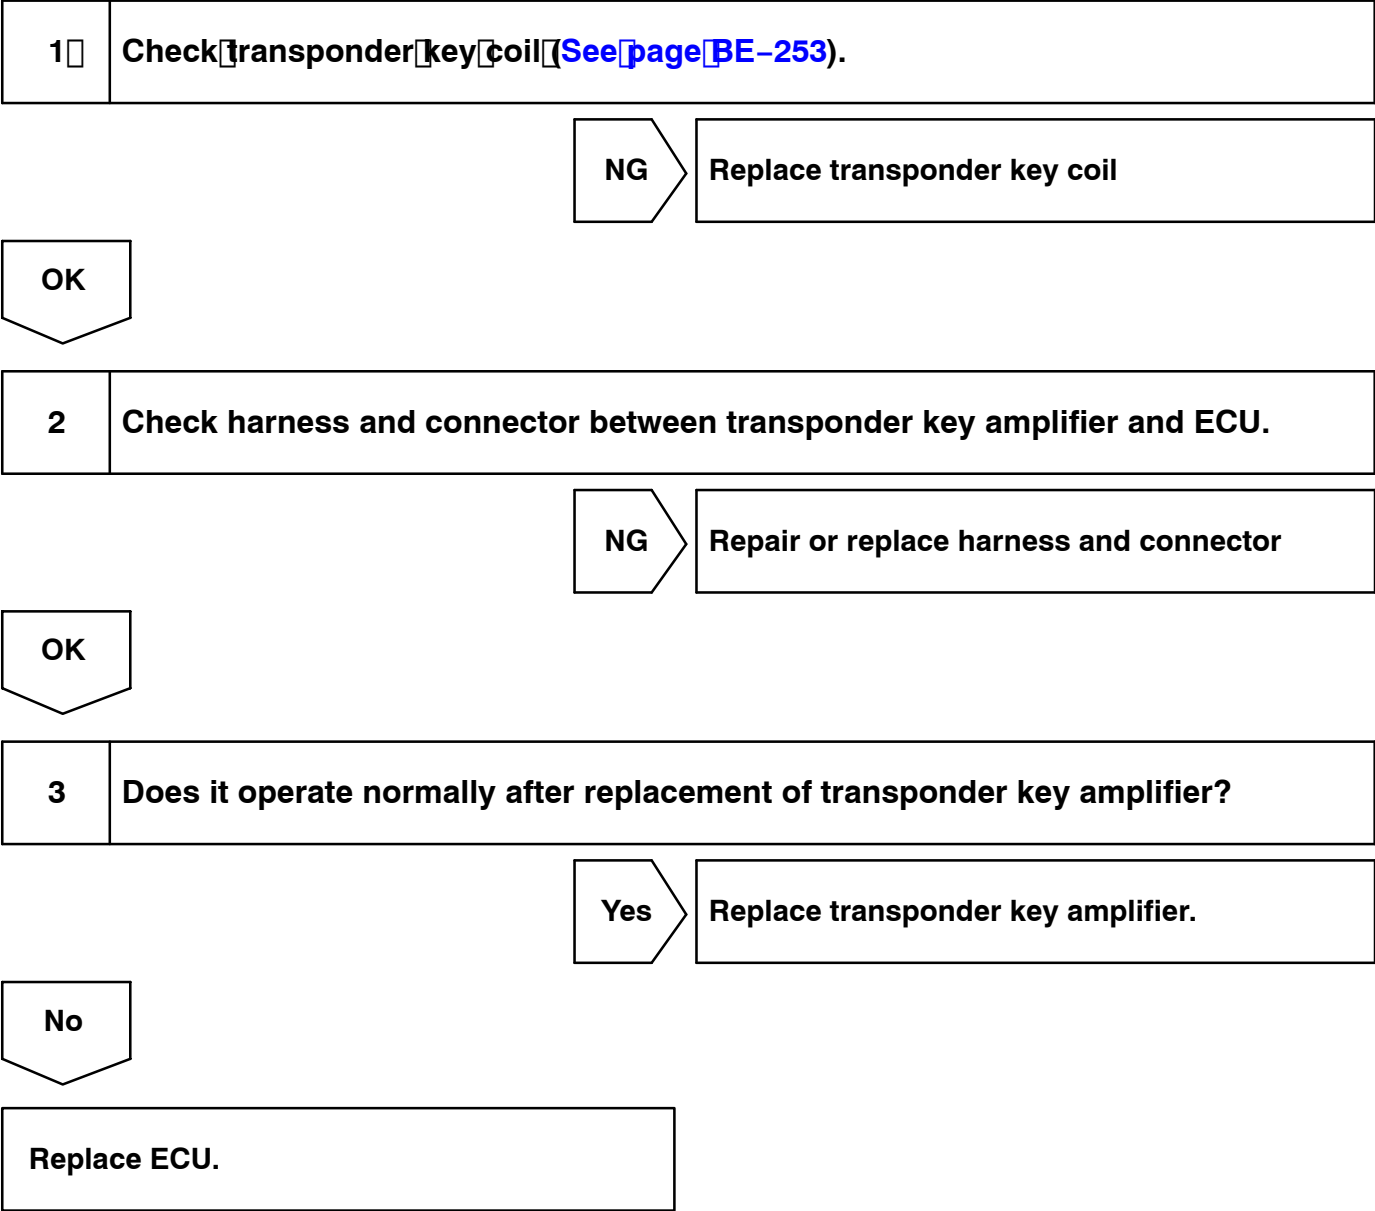 1 Check transponder key coil (See page BE−253).
NG Replace transponder key coil
OK
2 Check harness and connector between transponder key amplifier and ECU.
NG Repair or replace harness and connector
OK
3 Does it operate normally after replacement of transponder key amplifier?
Yes Replace transponder key amplifier.
No
Replace ECU.